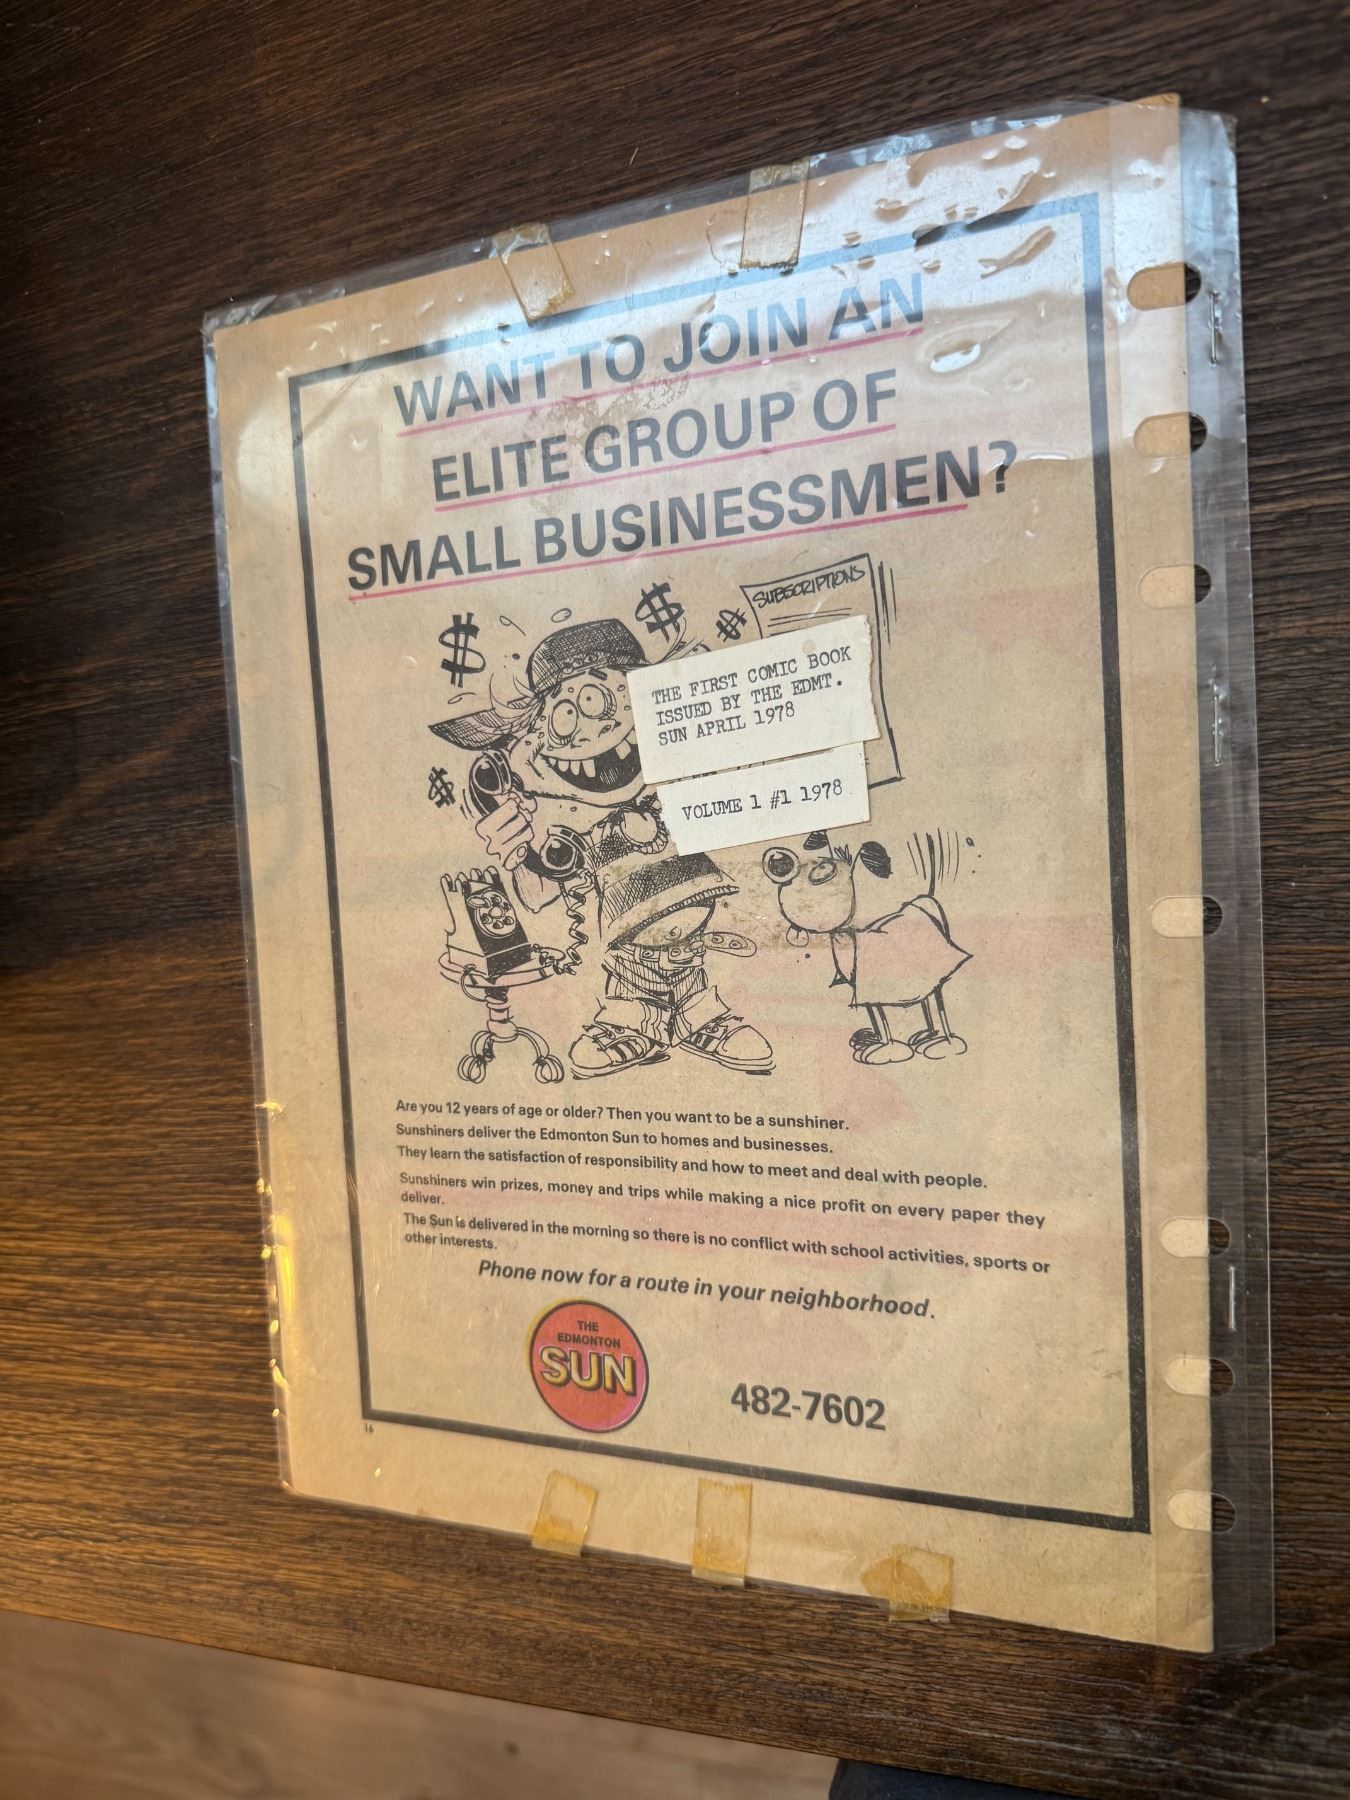 WANT TO JOIN AN
ELITE GROUP OF
SMALL BUSINESSMEN?
SUBSCRIPTIONS
THE FIRST COMIC BOOK
ISSUED BY THE EDMT.
SUN APRIL 1978
VOLUME 1 #1 1978
Are you 12 years of age or older? Then you want to be a sunshiner.
Sunshiners deliver the Edmonton Sun to homes and businesses.
They learn the satisfaction of responsibility and how to meet and deal with people.
Sunshiners win prizes, money and trips while making a nice profit on every paper they
deliver.
The Sun is delivered in the morning so there is no conflict with school activities, sports or
other interests.
Phone now for a route in your neighborhood.
THE
EDMONTON
SUN
482-7602
16